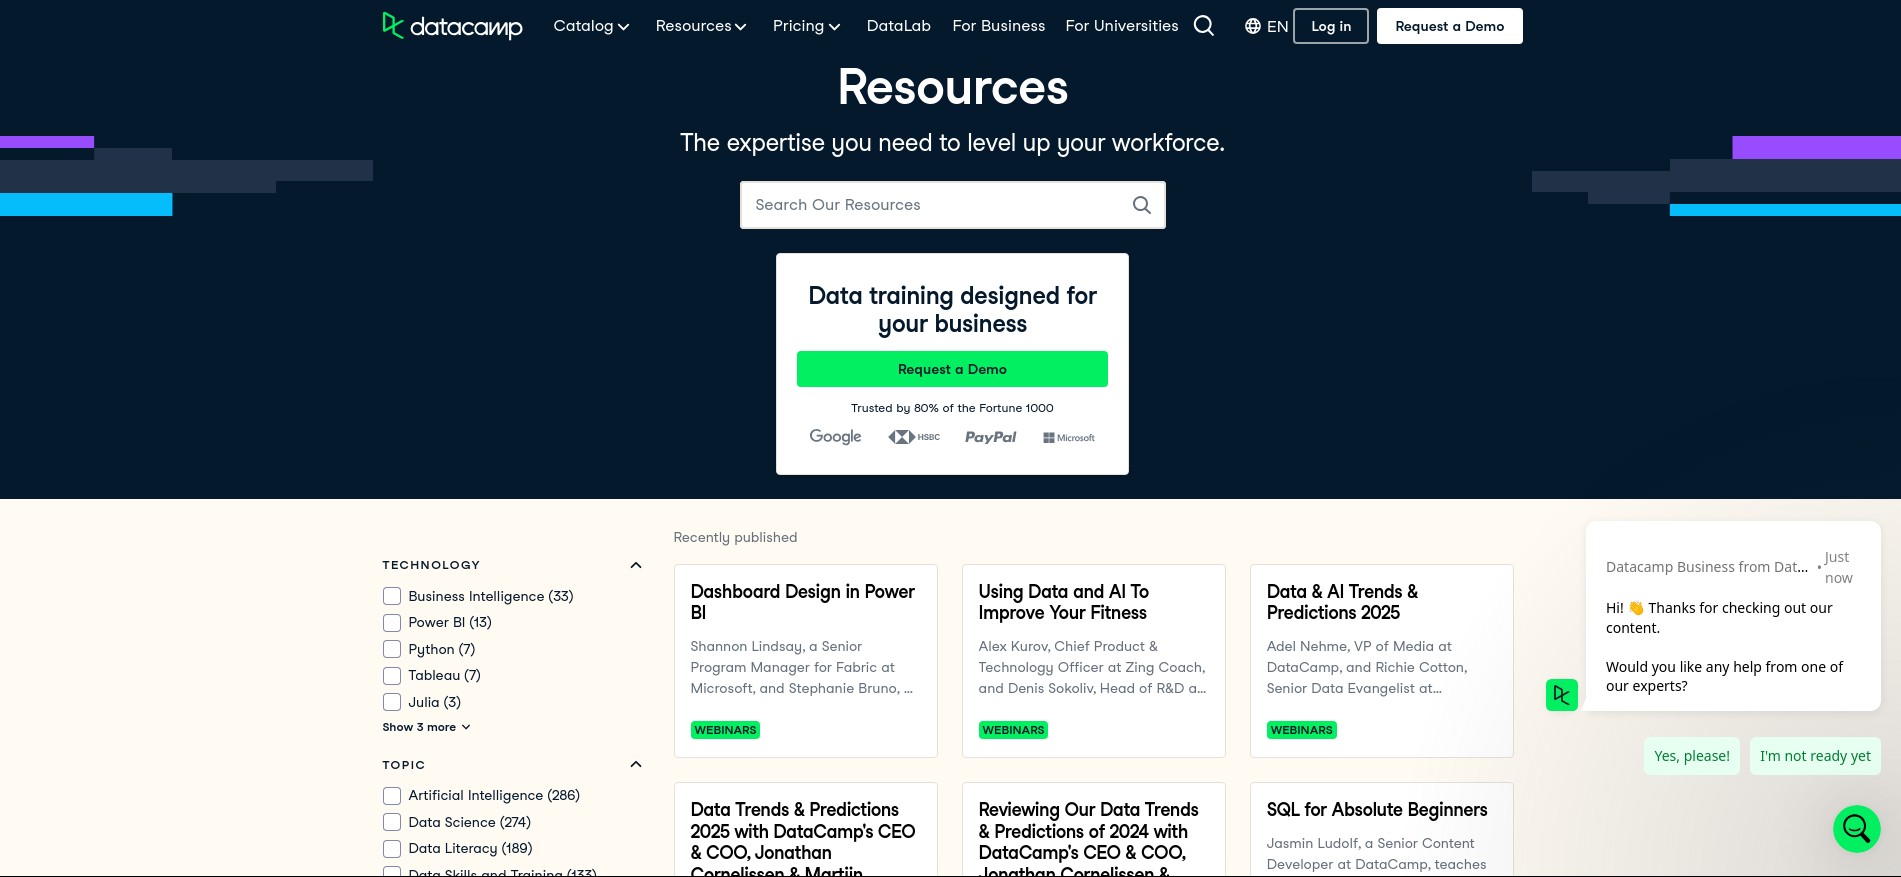 datacamp
Catalog
Resources
Pricing
DataLab
For Business
For Universities
EN
Log in
Request a Demo
Resources
The expertise you need to level up your workforce.
Search Our Resources
Data training designed for
your business
Request a Demo
Trusted by 80% of the Fortune 1000
Google
HSBC
PayPal
Microsoft
TECHNOLOGY
Business Intelligence (33)
Power BI (13)
Python (7)
Tableau (7)
Julia (3)
Show 3 more
TOPIC
Artificial Intelligence (286)
Data Science (274)
Data Literacy (189)
Data Skills and Training (133)
Recently published
Dashboard Design in Power
BI
Shannon Lindsay, a Senior
Program Manager for Fabric at
Microsoft, and Stephanie Bruno, ...
WEBINARS
Using Data and AI To
Improve Your Fitness
Alex Kurov, Chief Product &
Technology Officer at Zing Coach,
and Denis Sokoliv, Head of R&D a...
WEBINARS
Data & AI Trends &
Predictions 2025
Adel Nehme, VP of Media at
DataCamp, and Richie Cotton,
Senior Data Evangelist at...
WEBINARS
Data Trends & Predictions
2025 with DataCamp's CEO
& COO, Jonathan
Cornelissen & Martijn
Reviewing Our Data Trends
& Predictions of 2024 with
DataCamp's CEO & COO,
Jonathan Cornelissen &
SQL for Absolute Beginners
Jasmin Ludolf, a Senior Content
Developer at DataCamp, teaches
Datacamp Business from Dat... • Just
now
Hi! 👋 Thanks for checking out our
content.
Would you like any help from one of
our experts?
Yes, please!
I'm not ready yet